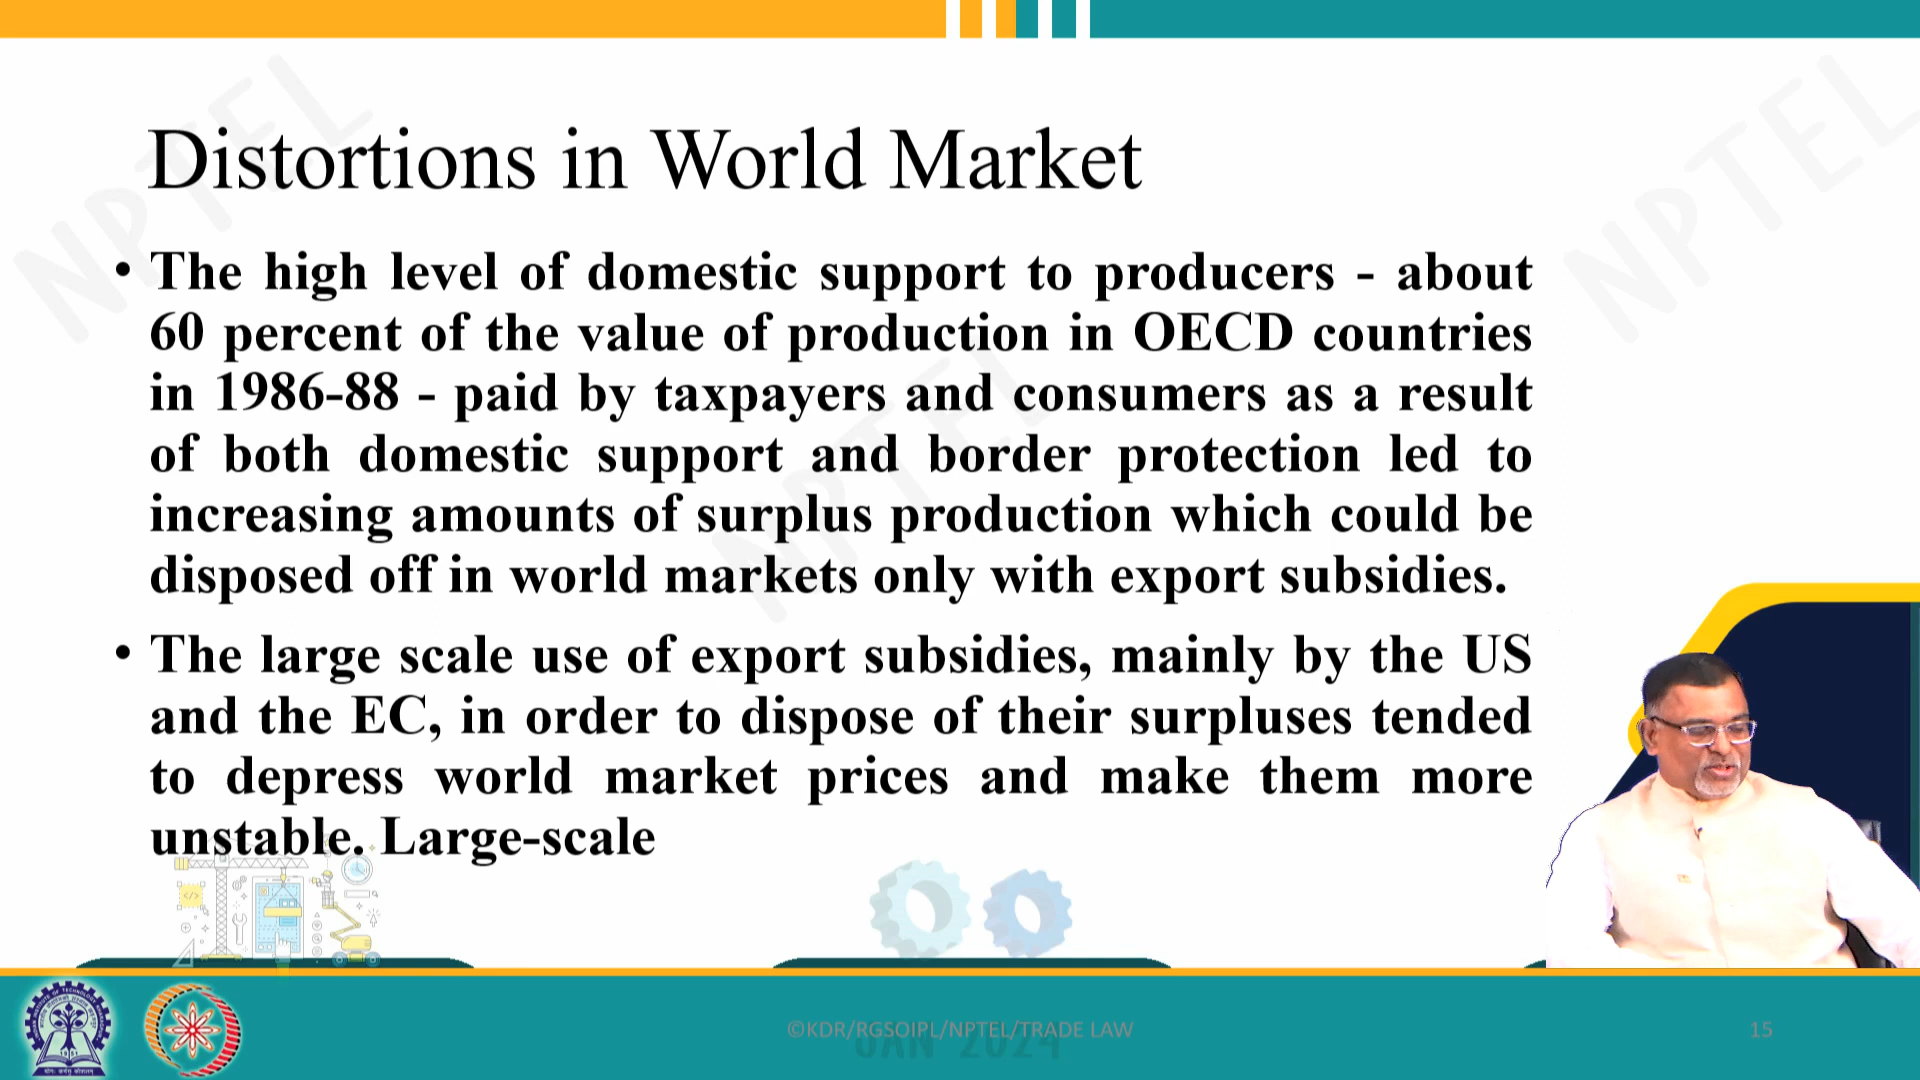 Distortions in World Market
• The high level of domestic support to producers - about
60 percent of the value of production in OECD countries
in 1986-88 - paid by taxpayers and consumers as a result
of both domestic support and border protection led to
increasing amounts of surplus production which could be
disposed off in world markets only with export subsidies.
• The large scale use of export subsidies, mainly by the US
and the EC, in order to dispose of their surpluses tended
to depress world market prices and make them more
unstable. Large-scale
NPTEL
NPTEL
NPTEL
©KDR/RGSOIPL/NPTEL/TRADE LAW
JAN 2024
15